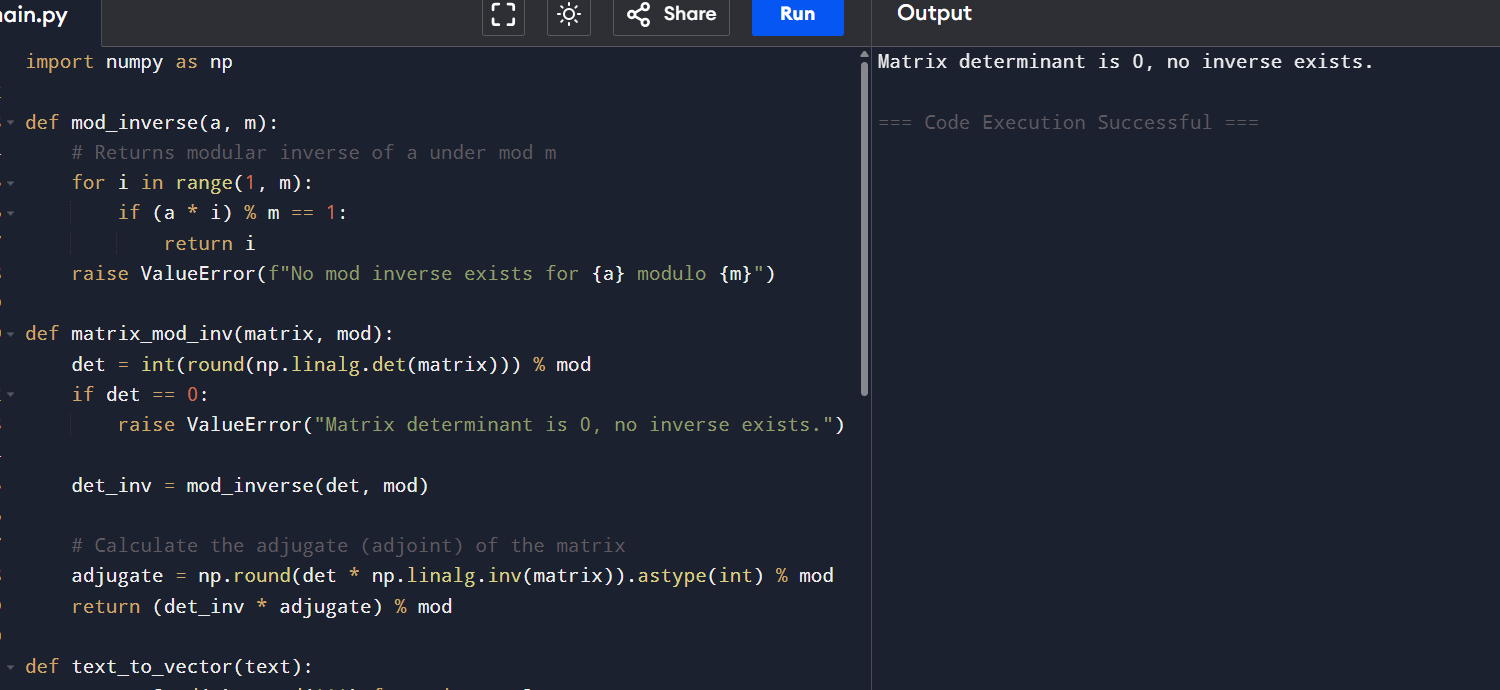 ain.py
Share
Run
Output
import numpy as np
def mod_inverse(a, m):
# Returns modular inverse of a under mod m
for i in range(1, m):
if (a * i) % m == 1:
return i
raise ValueError(f"No mod inverse exists for {a} modulo {m}")
def matrix_mod_inv(matrix, mod):
det = int(round(np.linalg.det(matrix))) % mod
if det == 0:
raise ValueError("Matrix determinant is 0, no inverse exists.")
det_inv = mod_inverse(det, mod)
# Calculate the adjugate (adjoint) of the matrix
adjugate = np.round(det * np.linalg.inv(matrix)).astype(int) % mod
return (det_inv * adjugate) % mod
def text_to_vector(text):
Matrix determinant is 0, no inverse exists.
=== Code Execution Successful ===